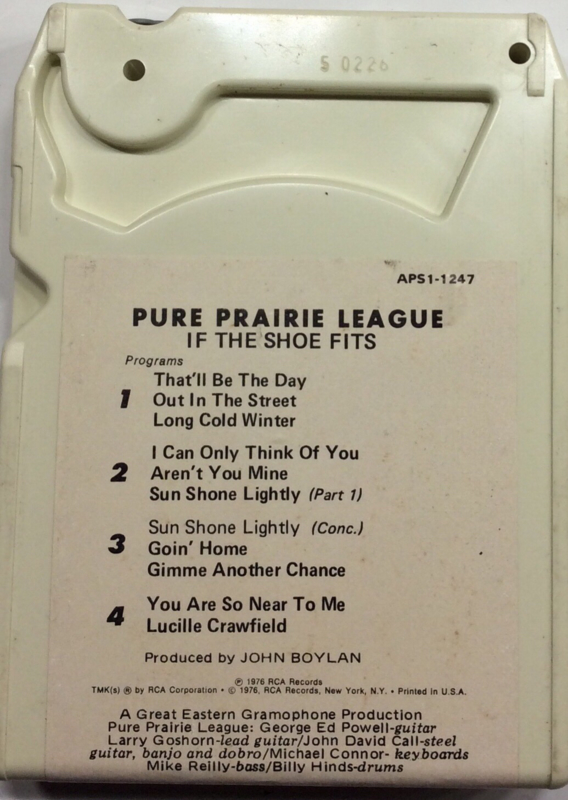 S 0226
APS1-1247
PURE PRAIRIE LEAGUE
IF THE SHOE FITS
Programs
1 That'll Be The Day
Out In The Street
Long Cold Winter
2 I Can Only Think Of You
Aren't You Mine
Sun Shone Lightly (Part 1)
3 Sun Shone Lightly (Conc.)
Goin' Home
Gimme Another Chance
4 You Are So Near To Me
Lucille Crawfield
Produced by JOHN BOYLAN
℗ 1976 RCA Records
TMK(s) ® by RCA Corporation • © 1976, RCA Records, New York, N.Y. • Printed in U.S.A.
A Great Eastern Gramophone Production
Pure Prairie League: George Ed Powell-guitar
Larry Goshorn-lead guitar/John David Call-steel
guitar, banjo and dobro/Michael Connor- keyboards
Mike Reilly-bass/Billy Hinds-drums